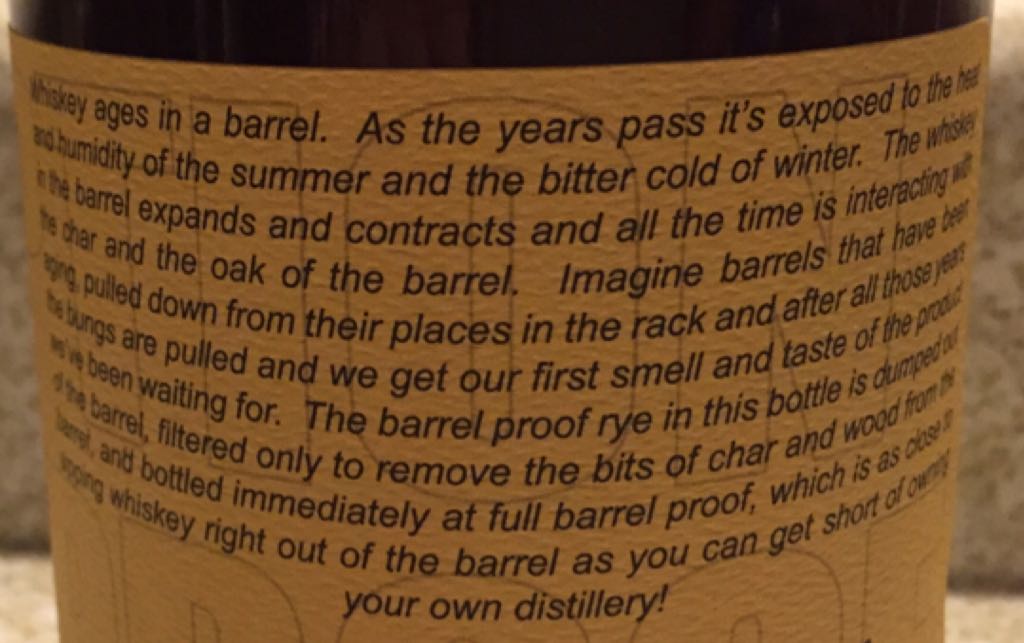 Whiskey ages in a barrel. As the years pass it's exposed to the heat
and humidity of the summer and the bitter cold of winter. The whiskey
in the barrel expands and contracts and all the time is interacting with
the char and the oak of the barrel. Imagine barrels that have been
aging, pulled down from their places in the rack and after all those years
the bungs are pulled and we get our first smell and taste of the product
we've been waiting for. The barrel proof rye in this bottle is dumped out
of the barrel, filtered only to remove the bits of char and wood from the
barrel, and bottled immediately at full barrel proof, which is as close to
sipping whiskey right out of the barrel as you can get short of owning
your own distillery!